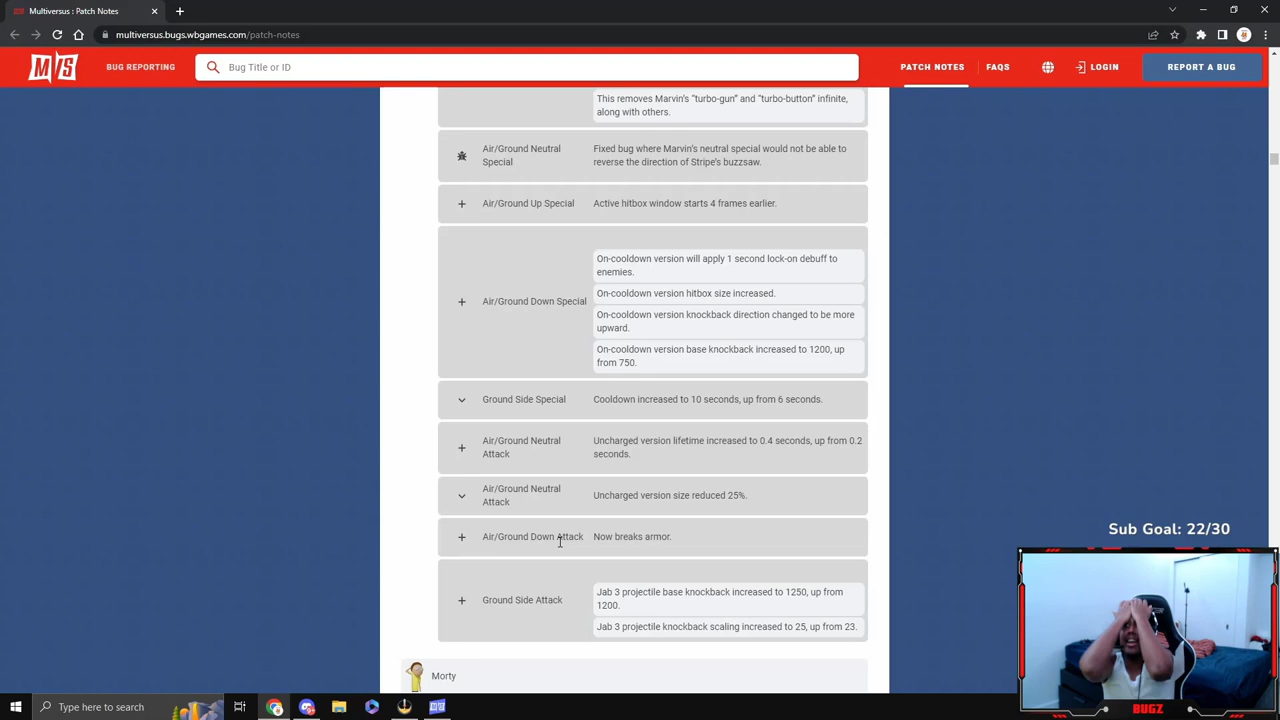 Multiversus : Patch Notes
multiversus.bugs.wbgames.com/patch-notes
M/S
BUG REPORTING
Bug Title or ID
PATCH NOTES
FAQS
LOGIN
REPORT A BUG
This removes Marvin's “turbo-gun” and “turbo-button” infinite,
along with others.
Air/Ground Neutral
Special
Fixed bug where Marvin's neutral special would not be able to
reverse the direction of Stripe's buzzsaw.
Air/Ground Up Special
Active hitbox window starts 4 frames earlier.
Air/Ground Down Special
On-cooldown version will apply 1 second lock-on debuff to
enemies.
On-cooldown version hitbox size increased.
On-cooldown version knockback direction changed to be more
upward.
On-cooldown version base knockback increased to 1200, up
from 750.
Ground Side Special
Cooldown increased to 10 seconds, up from 6 seconds.
Air/Ground Neutral
Attack
Uncharged version lifetime increased to 0.4 seconds, up from 0.2
seconds.
Air/Ground Neutral
Attack
Uncharged version size reduced 25%.
Air/Ground Down Attack
Now breaks armor.
Ground Side Attack
Jab 3 projectile base knockback increased to 1250, up from
1200.
Jab 3 projectile knockback scaling increased to 25, up from 23.
Morty
Sub Goal: 22/30
BUGZ
Type here to search